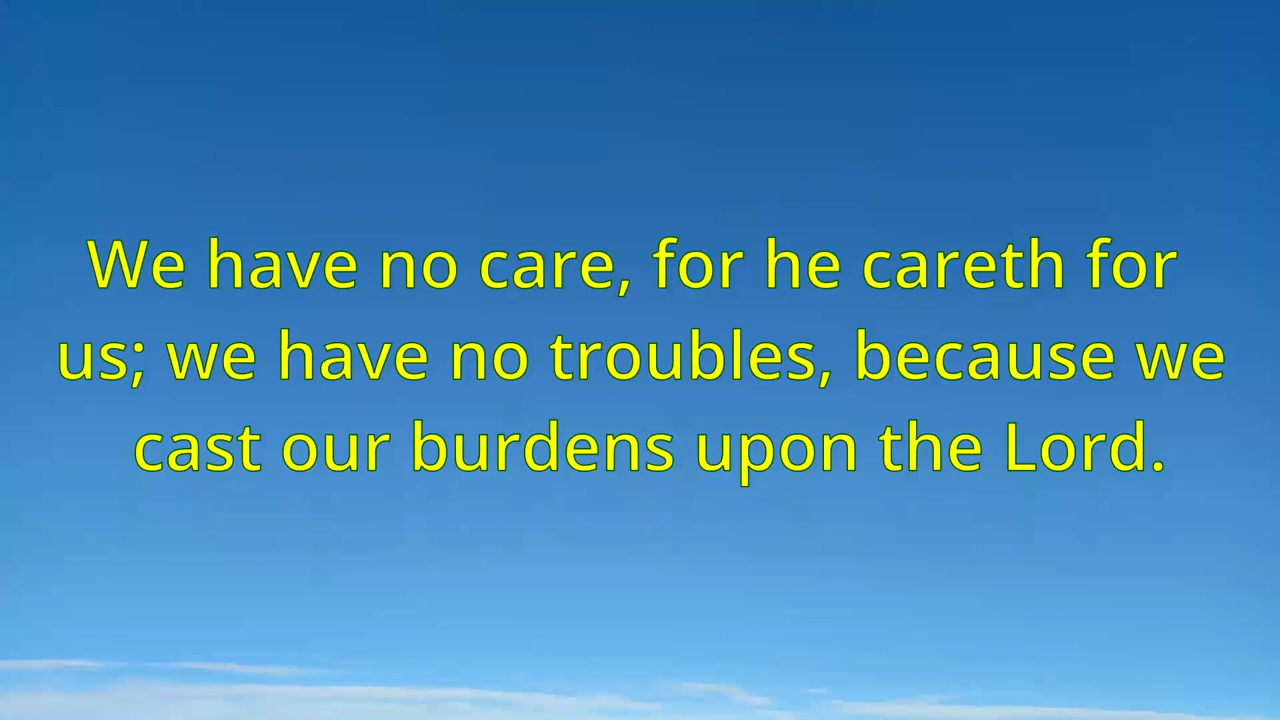 We have no care, for he careth for
us; we have no troubles, because we
cast our burdens upon the Lord.